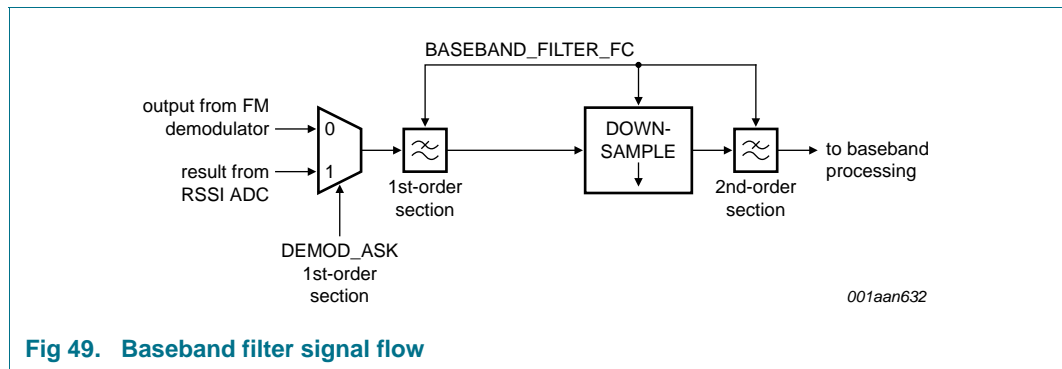 BASEBAND_FILTER_FC
output from FM
demodulator
0
result from
RSSI ADC
1
1st-order
section
DOWN-
SAMPLE
2nd-order
section
to baseband
processing
DEMOD_ASK
1st-order
section
001aan632
Fig 49. Baseband filter signal flow